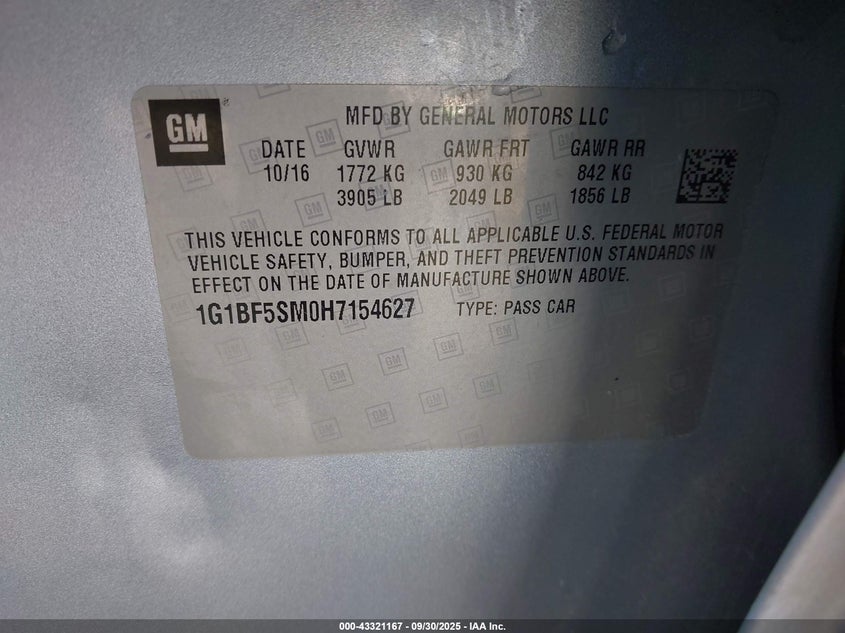 GM
MFD BY GENERAL MOTORS LLC
DATE GVWR GAWR FRT GAWR RR
10/16 1772 KG 930 KG 842 KG
3905 LB 2049 LB 1856 LB
THIS VEHICLE CONFORMS TO ALL APPLICABLE U.S. FEDERAL MOTOR
VEHICLE SAFETY, BUMPER, AND THEFT PREVENTION STANDARDS IN
EFFECT ON THE DATE OF MANUFACTURE SHOWN ABOVE.
1G1BF5SM0H7154627 TYPE: PASS CAR
000-43321167 - 09/30/2025 - IAA Inc.